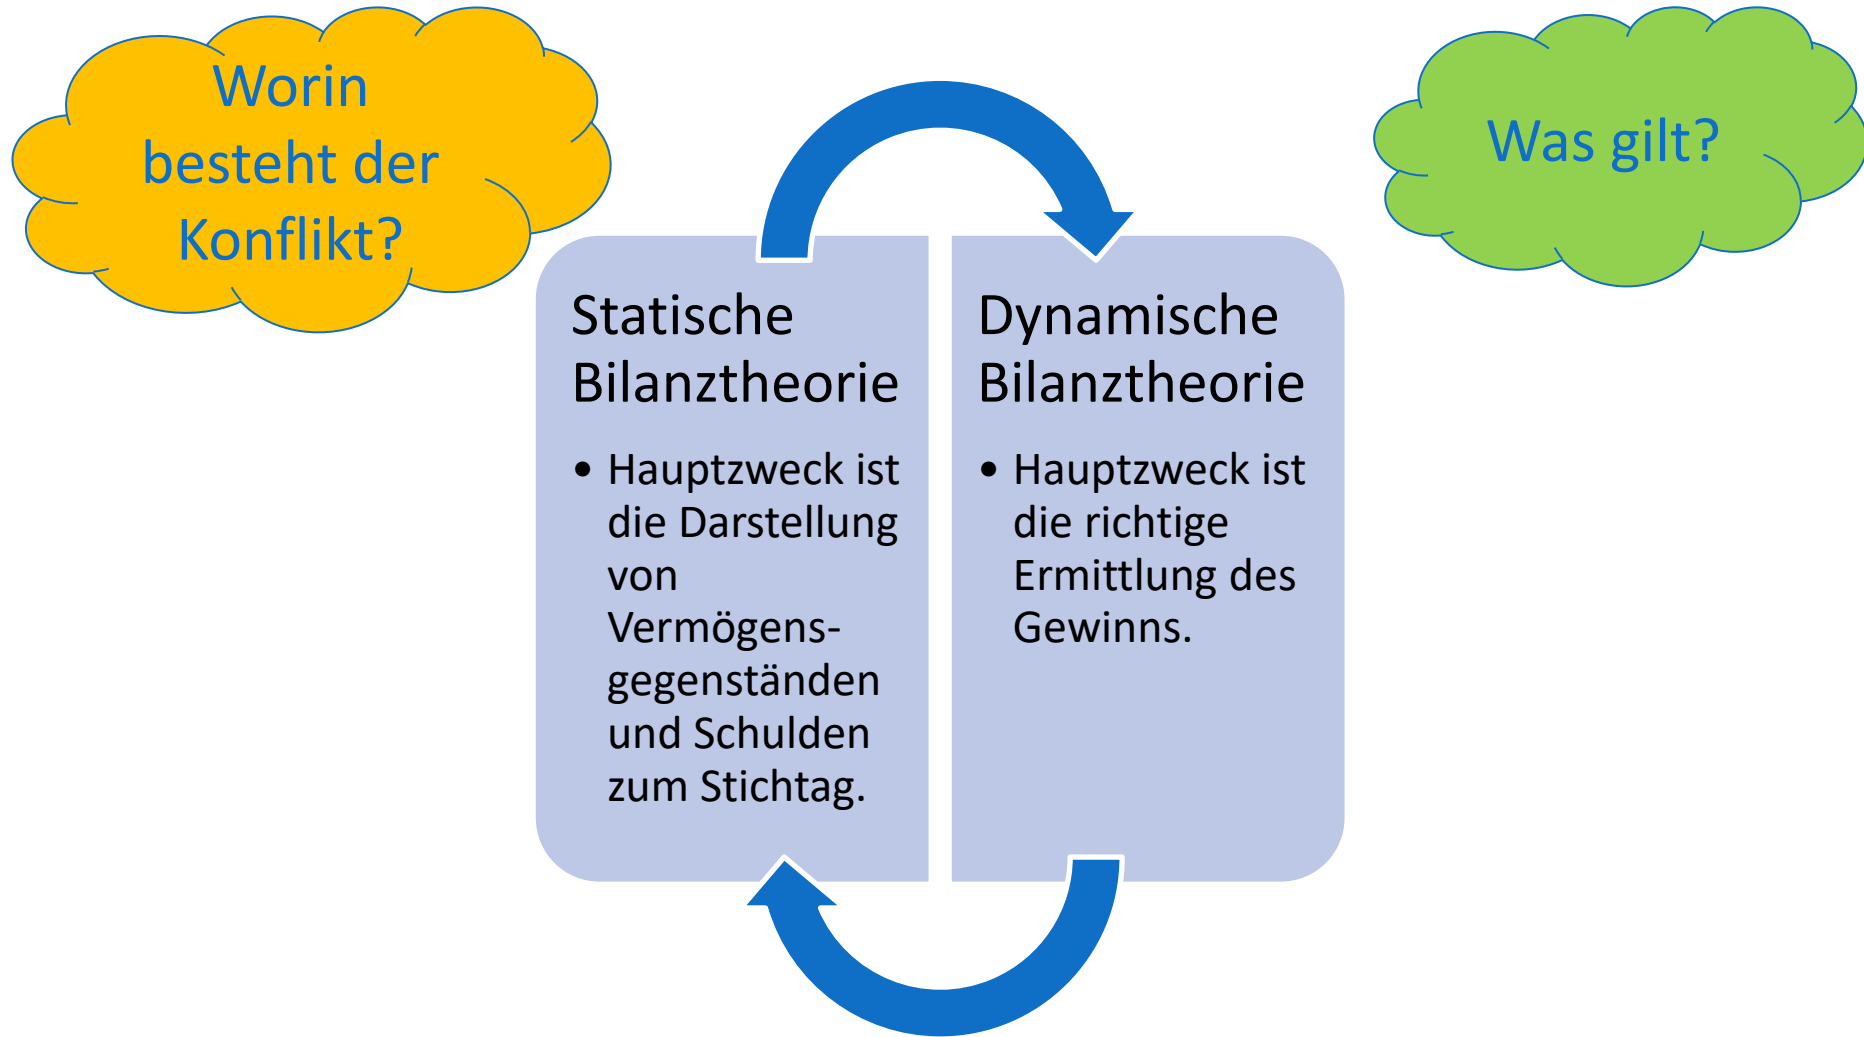 Worin
besteht der
Konflikt?
Was gilt?
Statische
Bilanztheorie
• Hauptzweck ist
die Darstellung
von
Vermögens-
gegenständen
und Schulden
zum Stichtag.
Dynamische
Bilanztheorie
• Hauptzweck ist
die richtige
Ermittlung des
Gewinns.